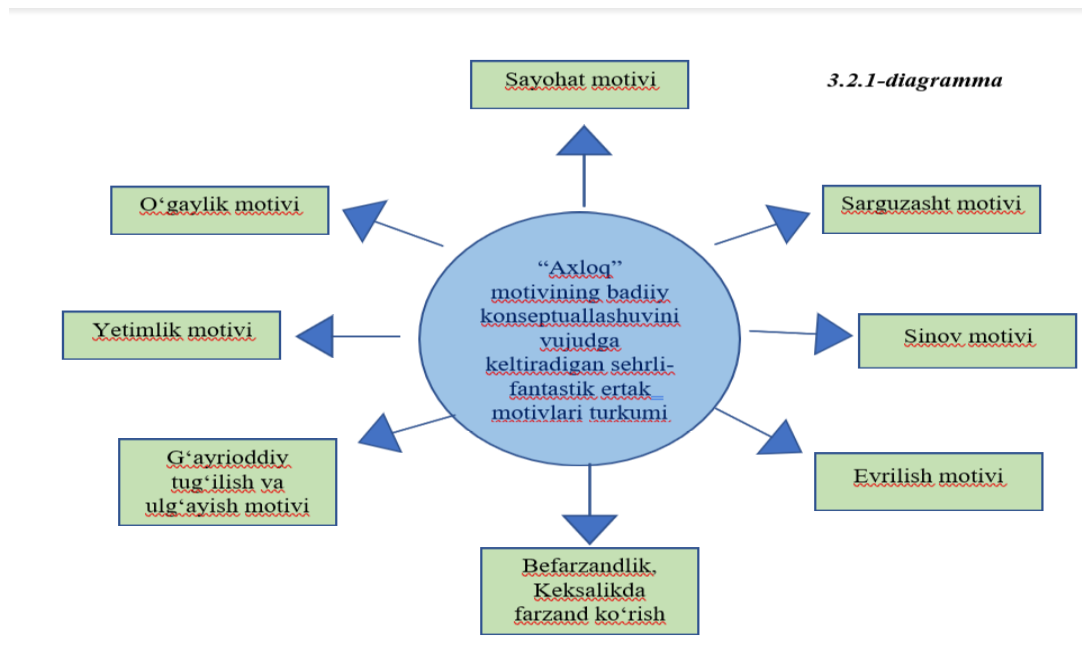 Sayohat motivi
3.2.1-diagramma
O‘gaylik motivi
Sarguzasht motivi
“Axloq”
motivining badiiy
konseptuallashuvini
vujudga
keltiradigan sehrli-
fantastik ertak
motivlari turkumi
Yetimlik motivi
Sinov motivi
G‘ayrioddiy
tug‘ilish va
ulg‘ayish motivi
Evrilish motivi
Befarzandlik,
Keksalikda
farzand ko‘rish